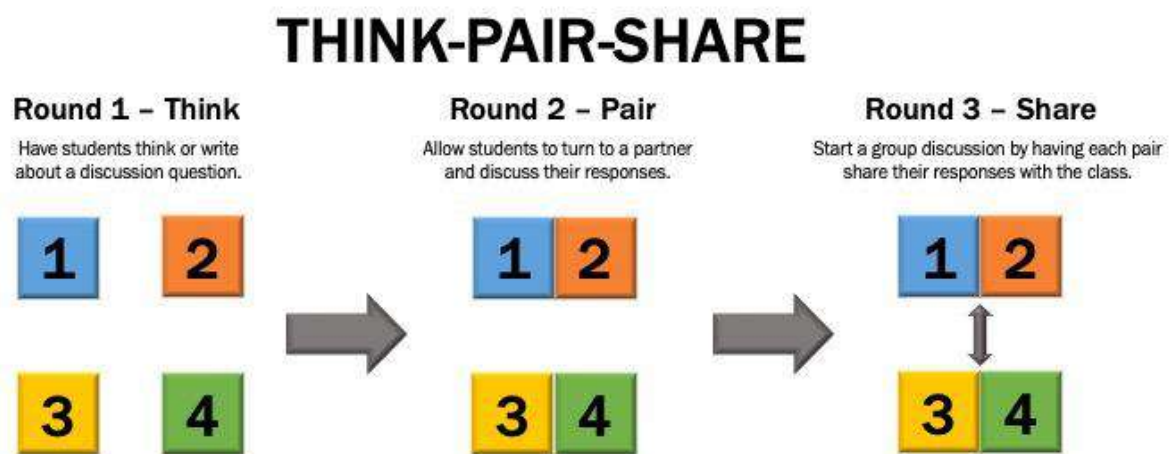 THINK-PAIR-SHARE
Round 1 – Think
Have students think or write
about a discussion question.
Round 2 – Pair
Allow students to turn to a partner
and discuss their responses.
Round 3 – Share
Start a group discussion by having each pair
share their responses with the class.
1 2
3 4
1 2
3 4
1 2
3 4